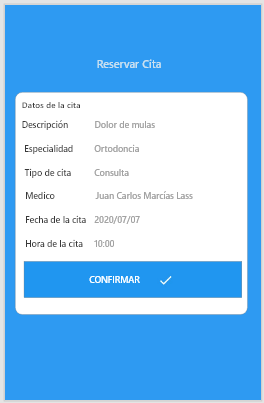 Reservar Cita
Datos de la cita
Descripción Dolor de mulas
Especialidad Ortodoncia
Tipo de cita Consulta
Medico Juan Carlos Marcías Lass
Fecha de la cita 2020/07/07
Hora de la cita 10:00
CONFIRMAR